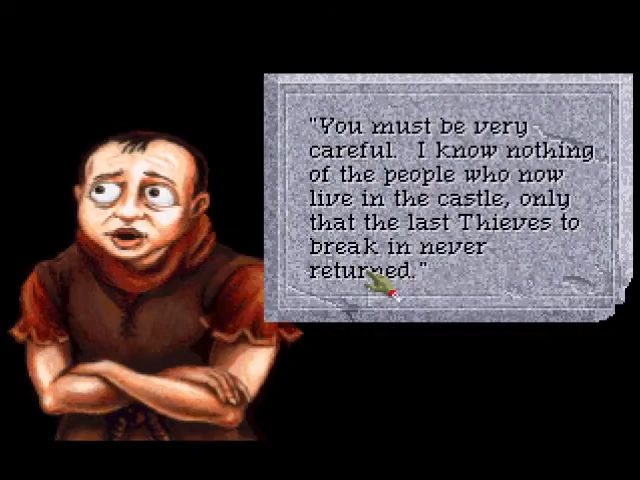 "You must be very
careful.  I know nothing
of the people who now
live in the castle, only
that the last Thieves to
break in never
returned."